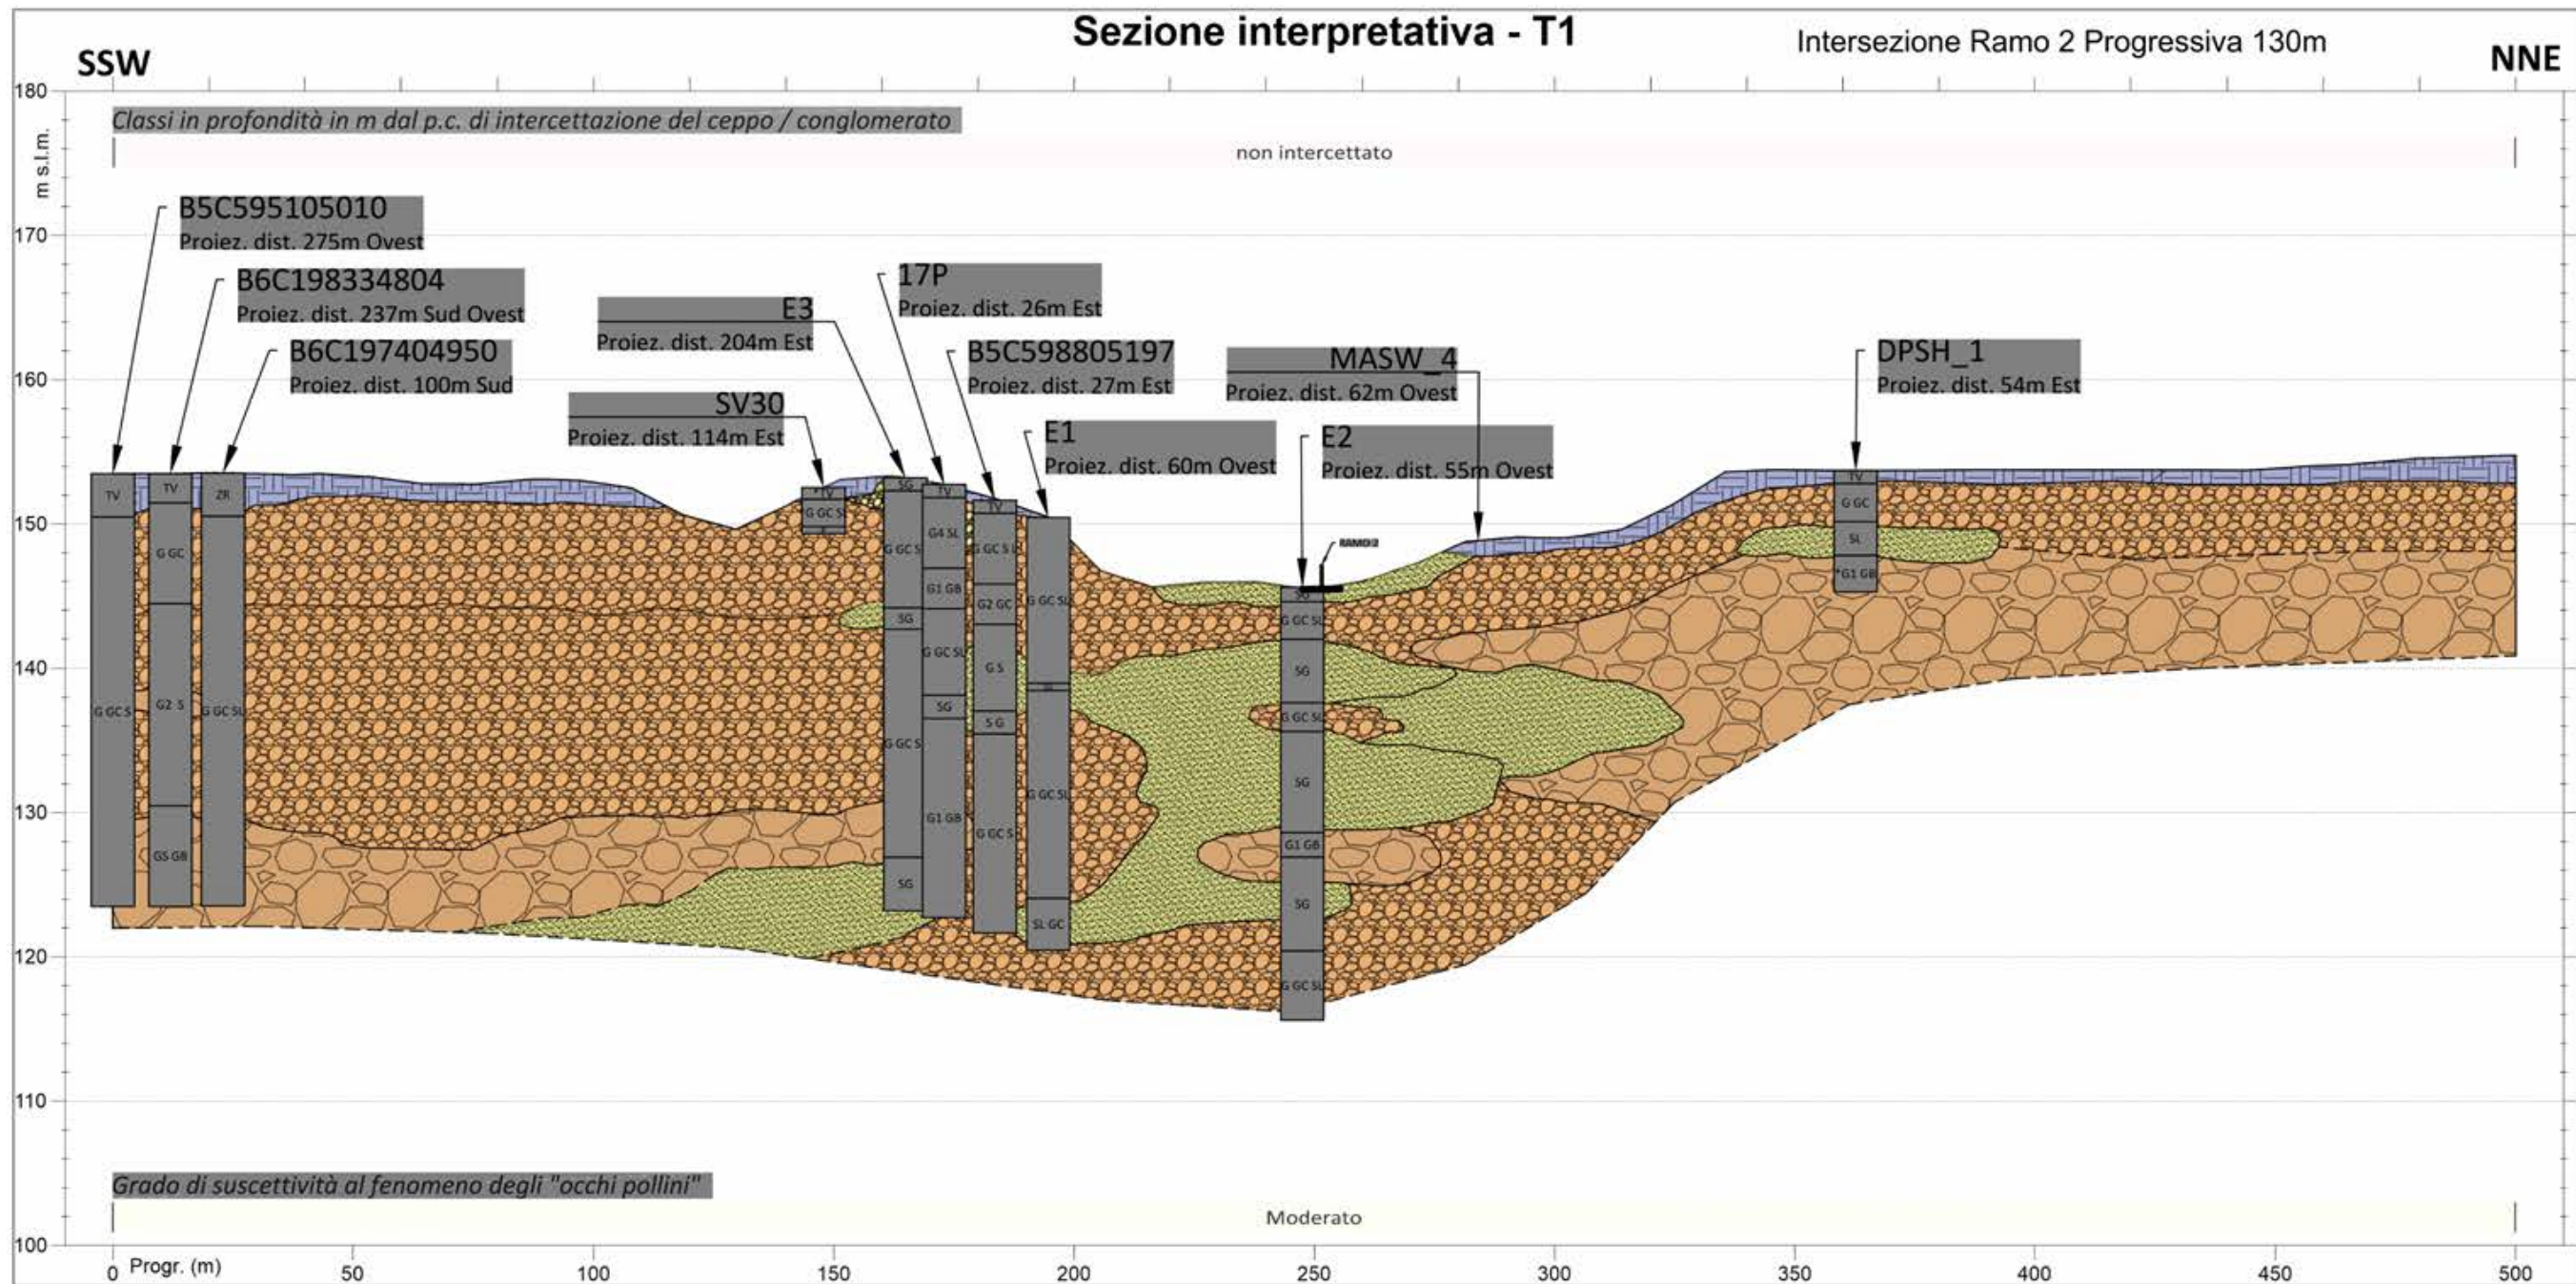 Sezione interpretativa - T1
Intersezione Ramo 2 Progressiva 130m
SSW
NNE
180
170
160
150
140
130
120
110
100
m s.l.m.
Classi in profondità in m dal p.c. di intercettazione del ceppo / conglomerato
non intercettato
B5C595105010
Proiez. dist. 275m Ovest
B6C198334804
Proiez. dist. 237m Sud Ovest
B6C197404950
Proiez. dist. 100m Sud
SV30
Proiez. dist. 114m Est
E3
Proiez. dist. 204m Est
17P
Proiez. dist. 26m Est
B5C598805197
Proiez. dist. 27m Est
E1
Proiez. dist. 60m Ovest
E2
Proiez. dist. 55m Ovest
MASW_4
Proiez. dist. 62m Ovest
DPSH_1
Proiez. dist. 54m Est
RAMO 2
TV
G GC S
TV
G GC
G2 S
GS GB
ZR
G GC SL
*TV
G GC SL
SG
G GC S
SG
G GC S
SG
TV
G4 SL
G1 GB
G GC SL
SG
G1 GB
TV
G GC S L
G2 GC
G S
S G
G GC S
G GC SL
G GC SL
SL GC
SG
G GC SL
SG
G GC SL
SG
G1 GB
SG
G GC SL
TV
G GC
SL
*G1 GB
Grado di suscettività al fenomeno degli "occhi pollini"
Moderato
Progr. (m)
0
50
100
150
200
250
300
350
400
450
500